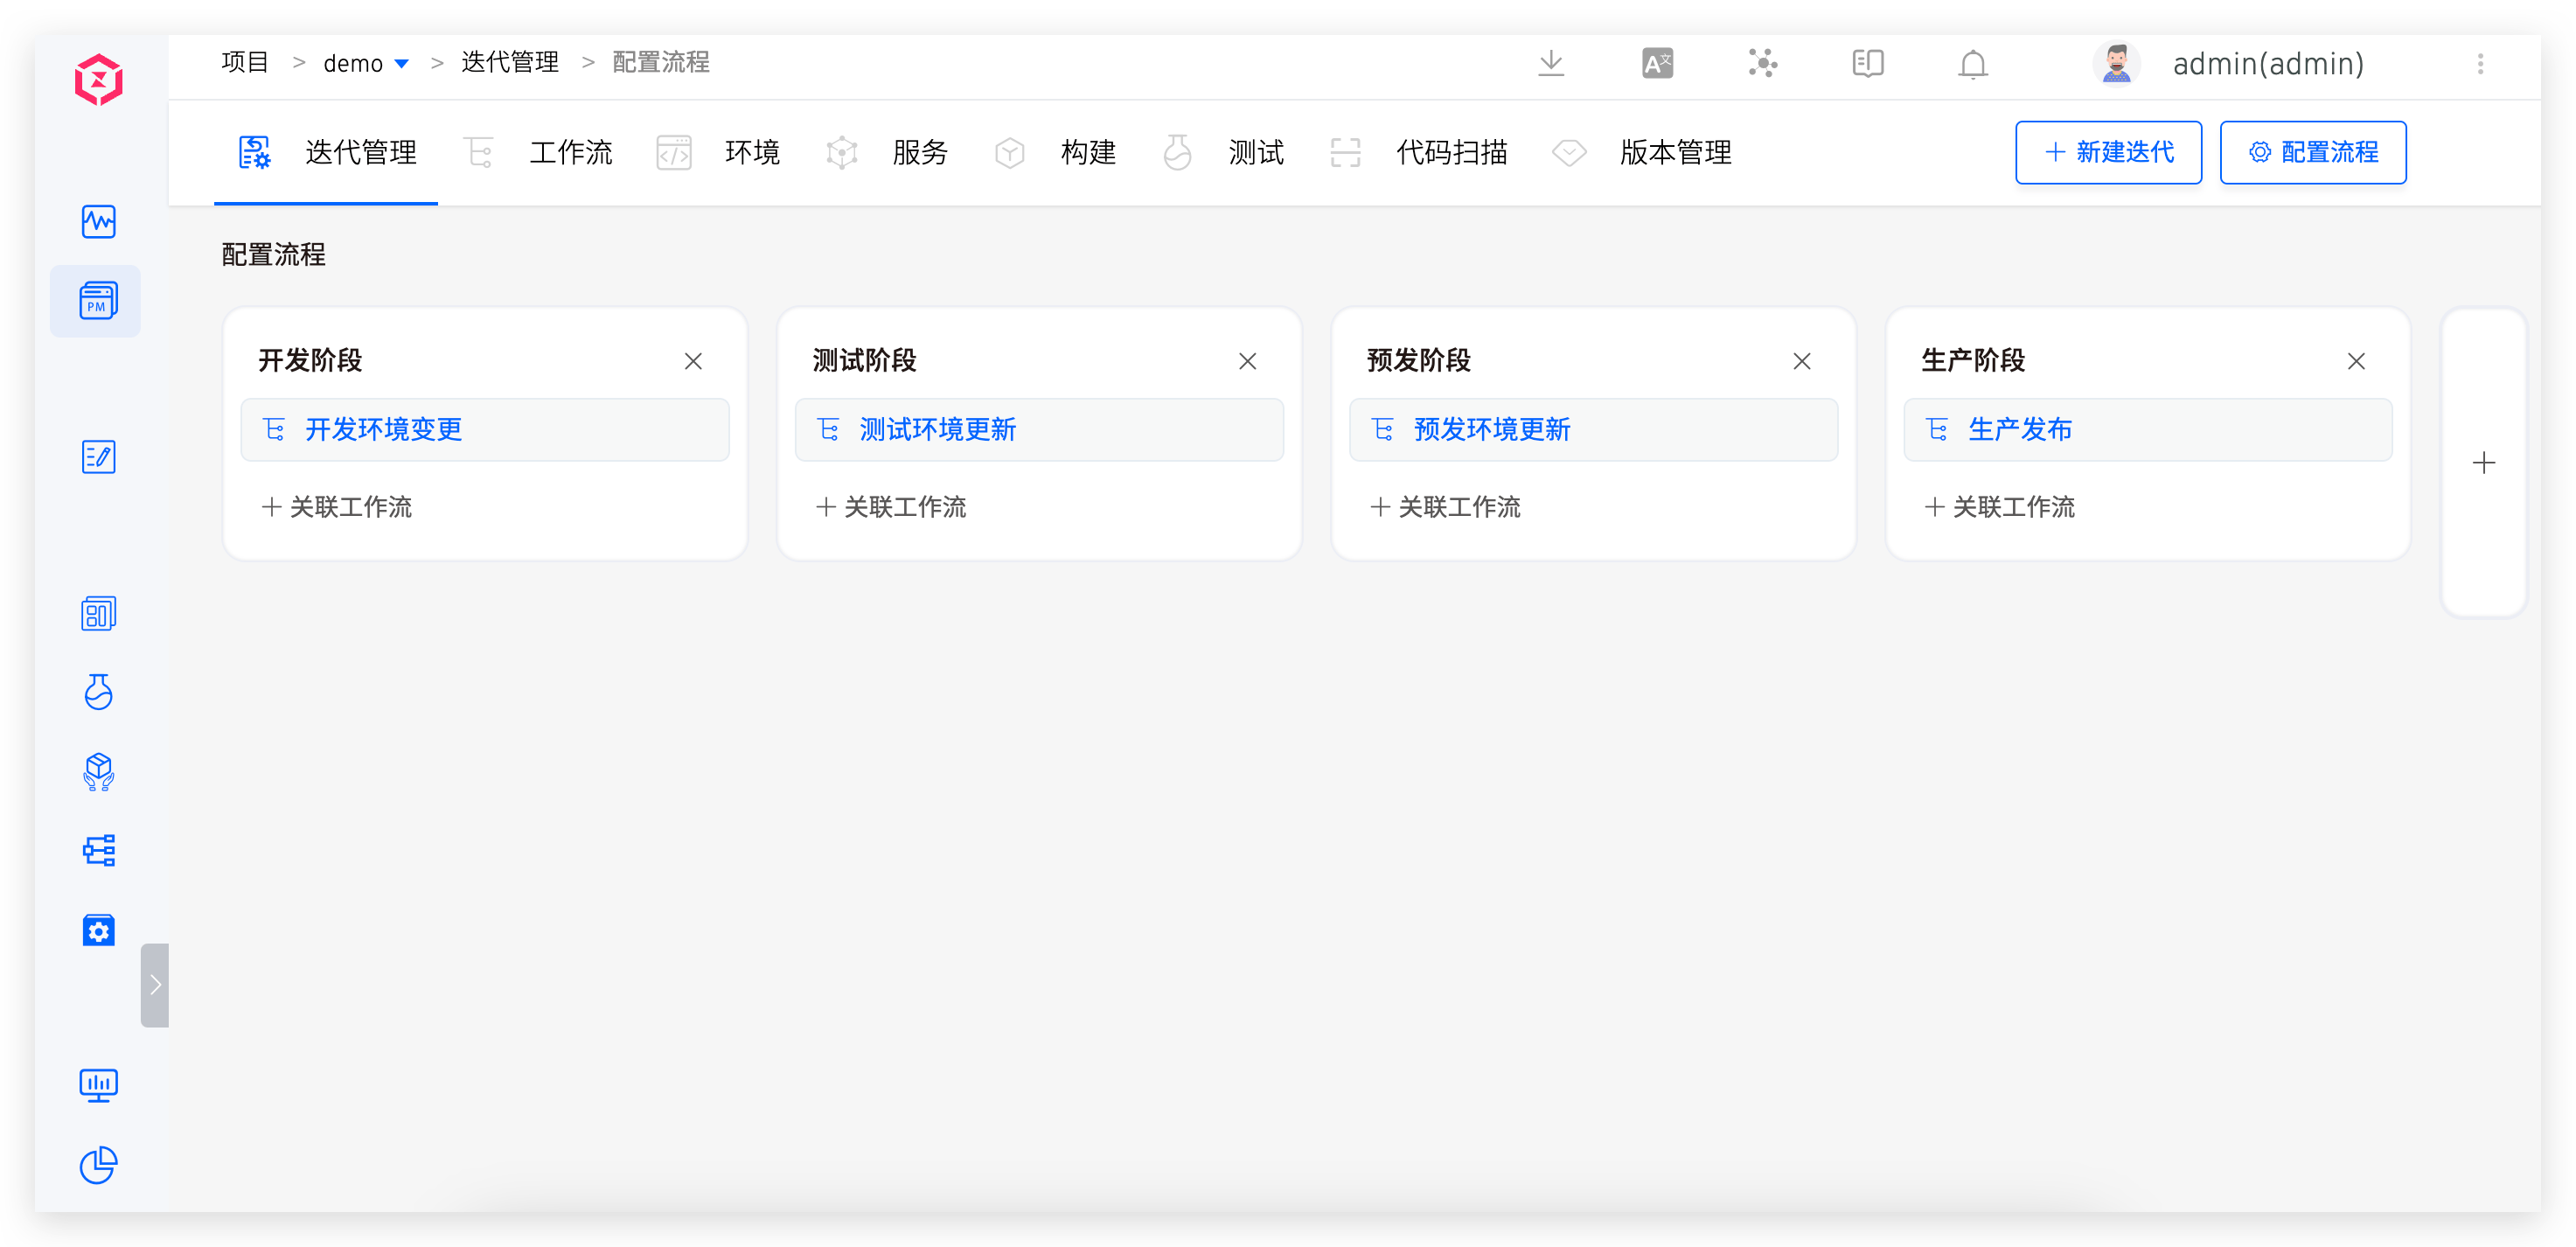 项目 > demo > 迭代管理 > 配置流程
A文
admin(admin)
迭代管理 工作流 环境 服务 构建 测试 代码扫描 版本管理
+ 新建迭代 配置流程
PM
配置流程
开发阶段 ×
开发环境变更
+ 关联工作流
测试阶段 ×
测试环境更新
+ 关联工作流
预发阶段 ×
预发环境更新
+ 关联工作流
生产阶段 ×
生产发布
+ 关联工作流
+